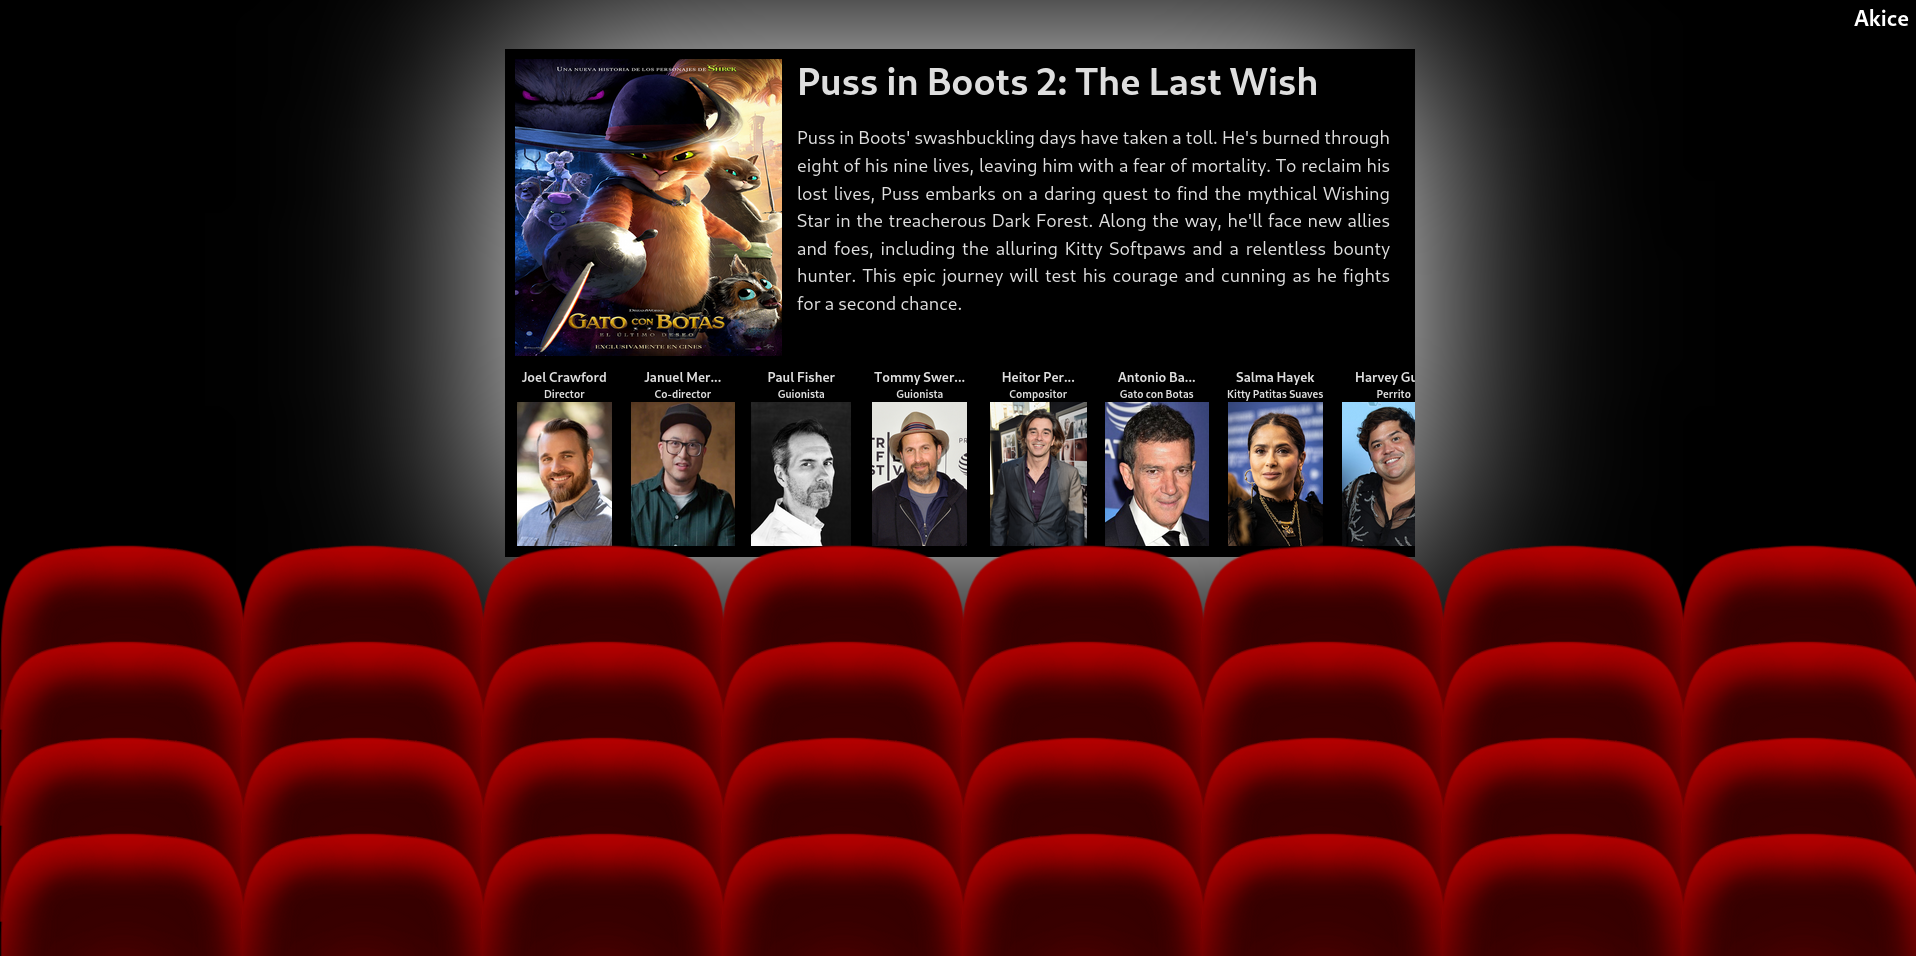 Akice
UNA NUEVA HISTORIA DE LOS PERSONAJES DE SHREK
GATO CON BOTAS
EL ÚLTIMO DESEO
EXCLUSIVAMENTE EN CINES
Puss in Boots 2: The Last Wish
Puss in Boots' swashbuckling days have taken a toll. He's burned through
eight of his nine lives, leaving him with a fear of mortality. To reclaim his
lost lives, Puss embarks on a daring quest to find the mythical Wishing
Star in the treacherous Dark Forest. Along the way, he'll face new allies
and foes, including the alluring Kitty Softpaws and a relentless bounty
hunter. This epic journey will test his courage and cunning as he fights
for a second chance.
Joel Crawford
Director
Januel Mer...
Co-director
Paul Fisher
Guionista
Tommy Swer...
Guionista
Heitor Per...
Compositor
Antonio Ba...
Gato con Botas
Salma Hayek
Kitty Patitas Suaves
Harvey Gu
Perrito